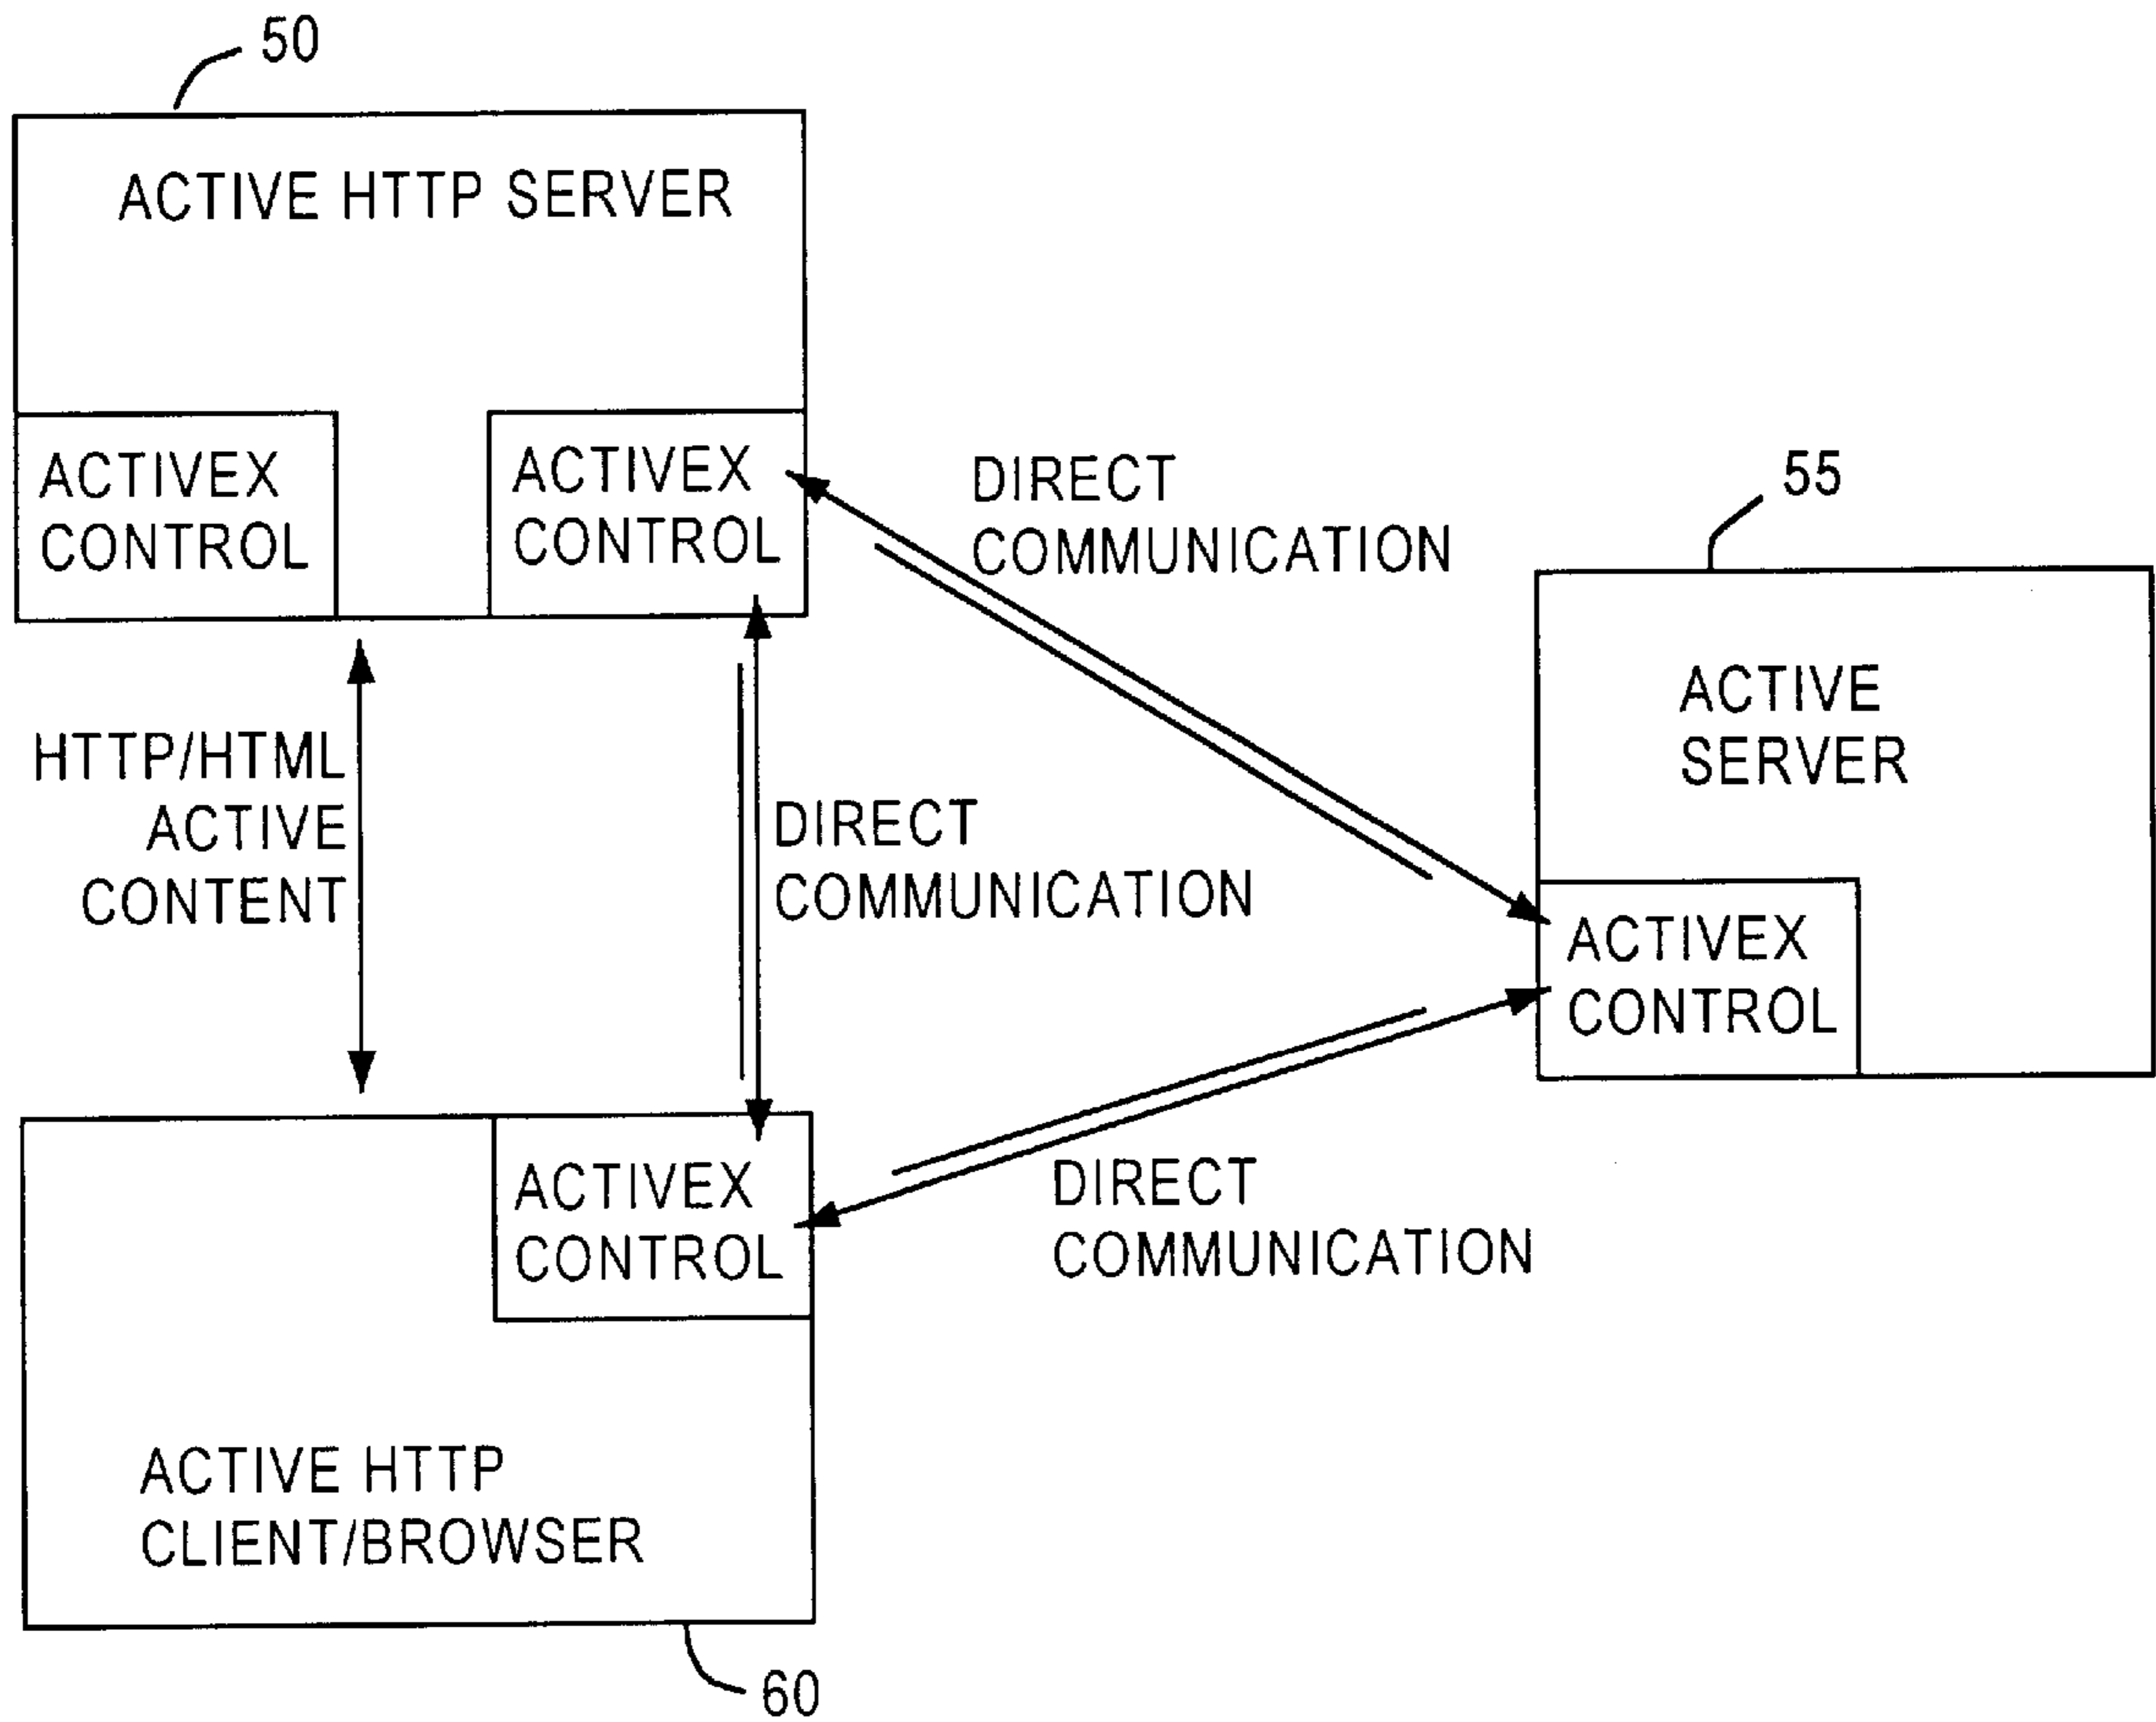 50
ACTIVE HTTP SERVER
ACTIVEX
CONTROL
ACTIVEX
CONTROL
DIRECT
COMMUNICATION
55
ACTIVE
SERVER
HTTP/HTML
ACTIVE
CONTENT
DIRECT
COMMUNICATION
ACTIVEX
CONTROL
ACTIVEX
CONTROL
DIRECT
COMMUNICATION
ACTIVE HTTP
CLIENT/BROWSER
60